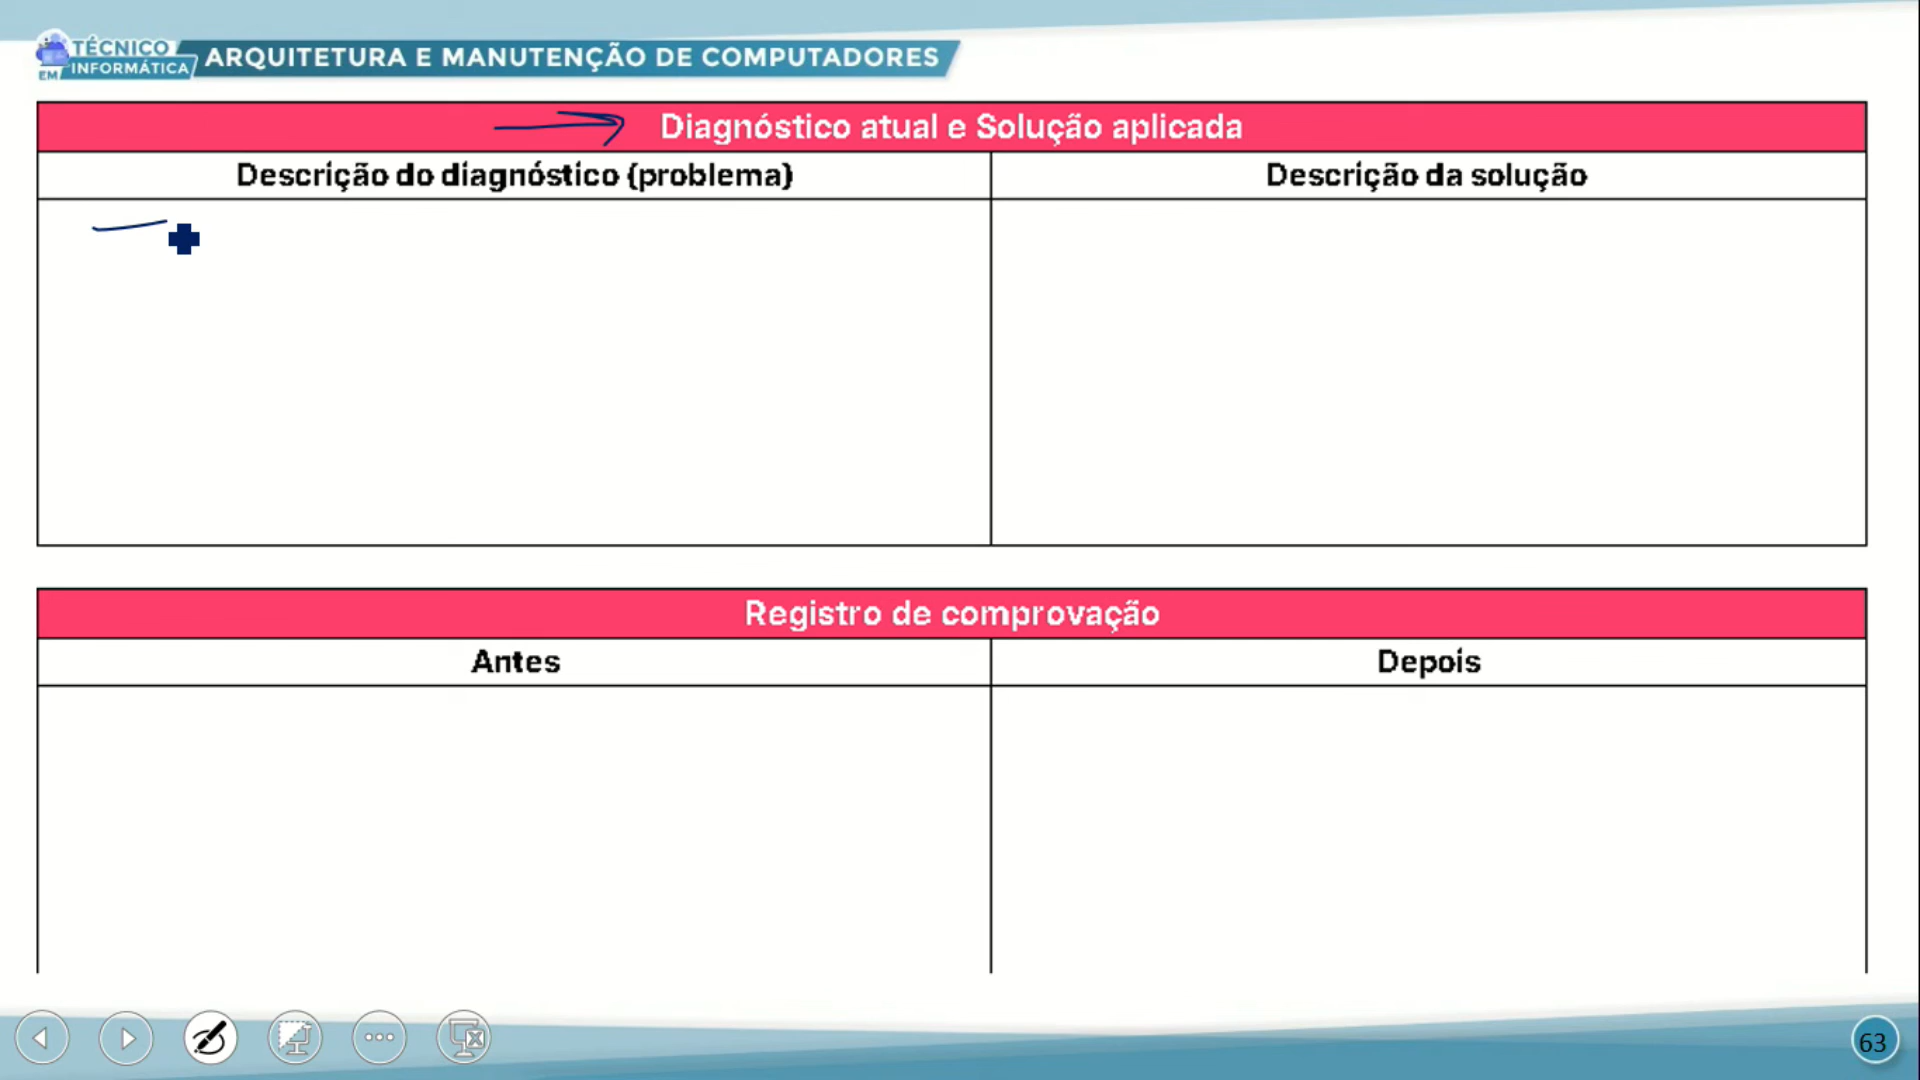 TÉCNICO
EM INFORMÁTICA
ARQUITETURA E MANUTENÇÃO DE COMPUTADORES
Diagnóstico atual e Solução aplicada
Descrição do diagnóstico (problema)
Descrição da solução
Registro de comprovação
Antes
Depois
63